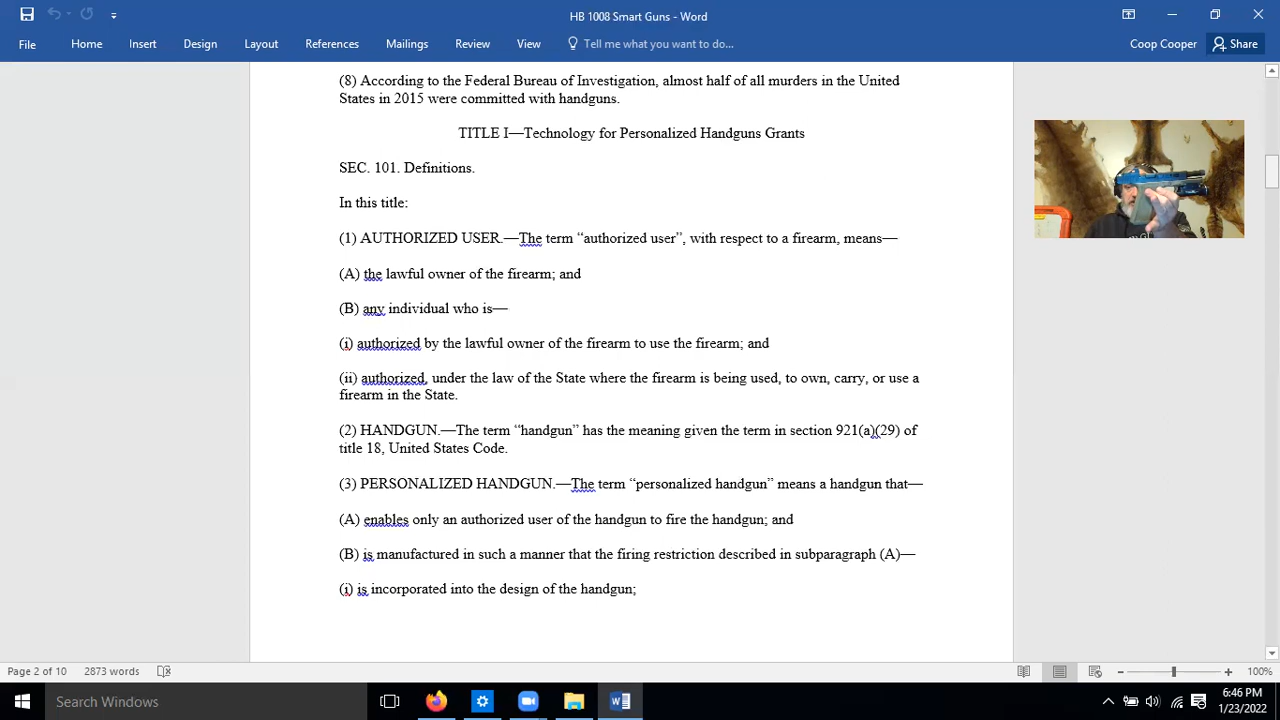 HB 1008 Smart Guns - Word
File Home Insert Design Layout References Mailings Review View Tell me what you want to do... Coop Cooper Share
(8) According to the Federal Bureau of Investigation, almost half of all murders in the United
States in 2015 were committed with handguns.
TITLE I—Technology for Personalized Handguns Grants
SEC. 101. Definitions.
In this title:
(1) AUTHORIZED USER.—The term “authorized user”, with respect to a firearm, means—
(A) the lawful owner of the firearm; and
(B) any individual who is—
(i) authorized by the lawful owner of the firearm to use the firearm; and
(ii) authorized, under the law of the State where the firearm is being used, to own, carry, or use a
firearm in the State.
(2) HANDGUN.—The term “handgun” has the meaning given the term in section 921(a)(29) of
title 18, United States Code.
(3) PERSONALIZED HANDGUN.—The term “personalized handgun” means a handgun that—
(A) enables only an authorized user of the handgun to fire the handgun; and
(B) is manufactured in such a manner that the firing restriction described in subparagraph (A)—
(i) is incorporated into the design of the handgun;
Page 2 of 10 2873 words 100%
Search Windows 6:46 PM
1/23/2022